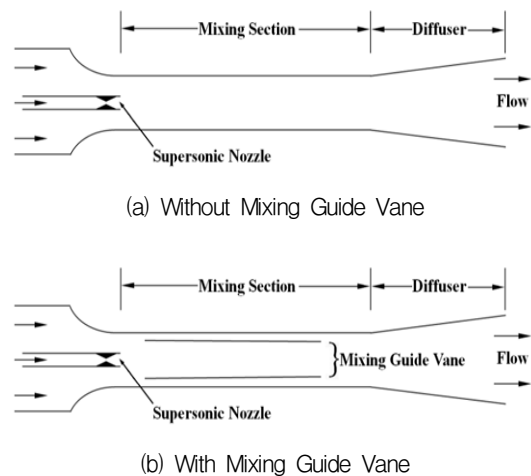 Mixing Section
Diffuser
Flow
Supersonic Nozzle
(a) Without Mixing Guide Vane
Mixing Section
Diffuser
Mixing Guide Vane
Flow
Supersonic Nozzle
(b) With Mixing Guide Vane